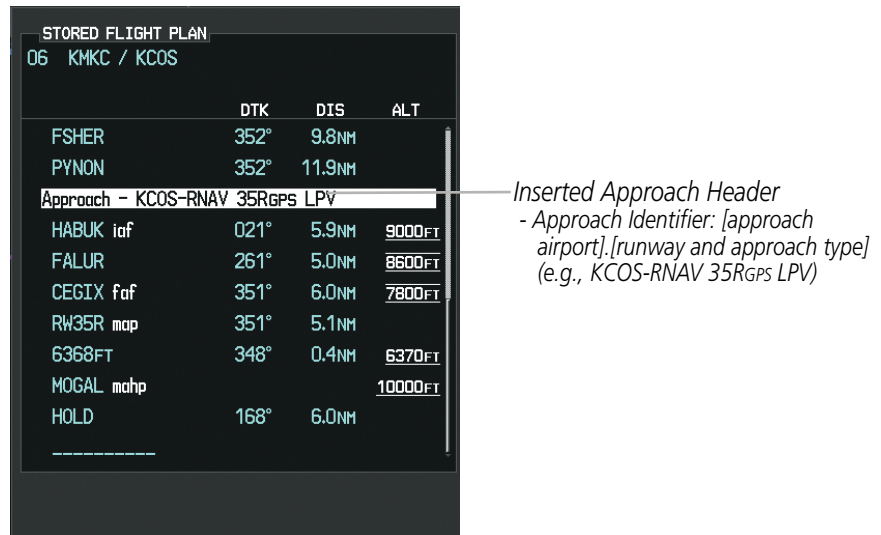 STORED FLIGHT PLAN
06 KMKC / KCOS
DTK DIS ALT
FSHER 352° 9.8NM
PYNON 352° 11.9NM
Approach - KCOS-RNAV 35RGPS LPV
HABUK iaf 021° 5.9NM 9000FT
FALUR 261° 5.0NM 8600FT
CEGIX faf 351° 6.0NM 7800FT
RW35R map 351° 5.1NM
6368FT 348° 0.4NM 6370FT
MOGAL mahp 10000FT
HOLD 168° 6.0NM
__________
Inserted Approach Header
- Approach Identifier: [approach
airport].[runway and approach type]
(e.g., KCOS-RNAV 35RGPS LPV)